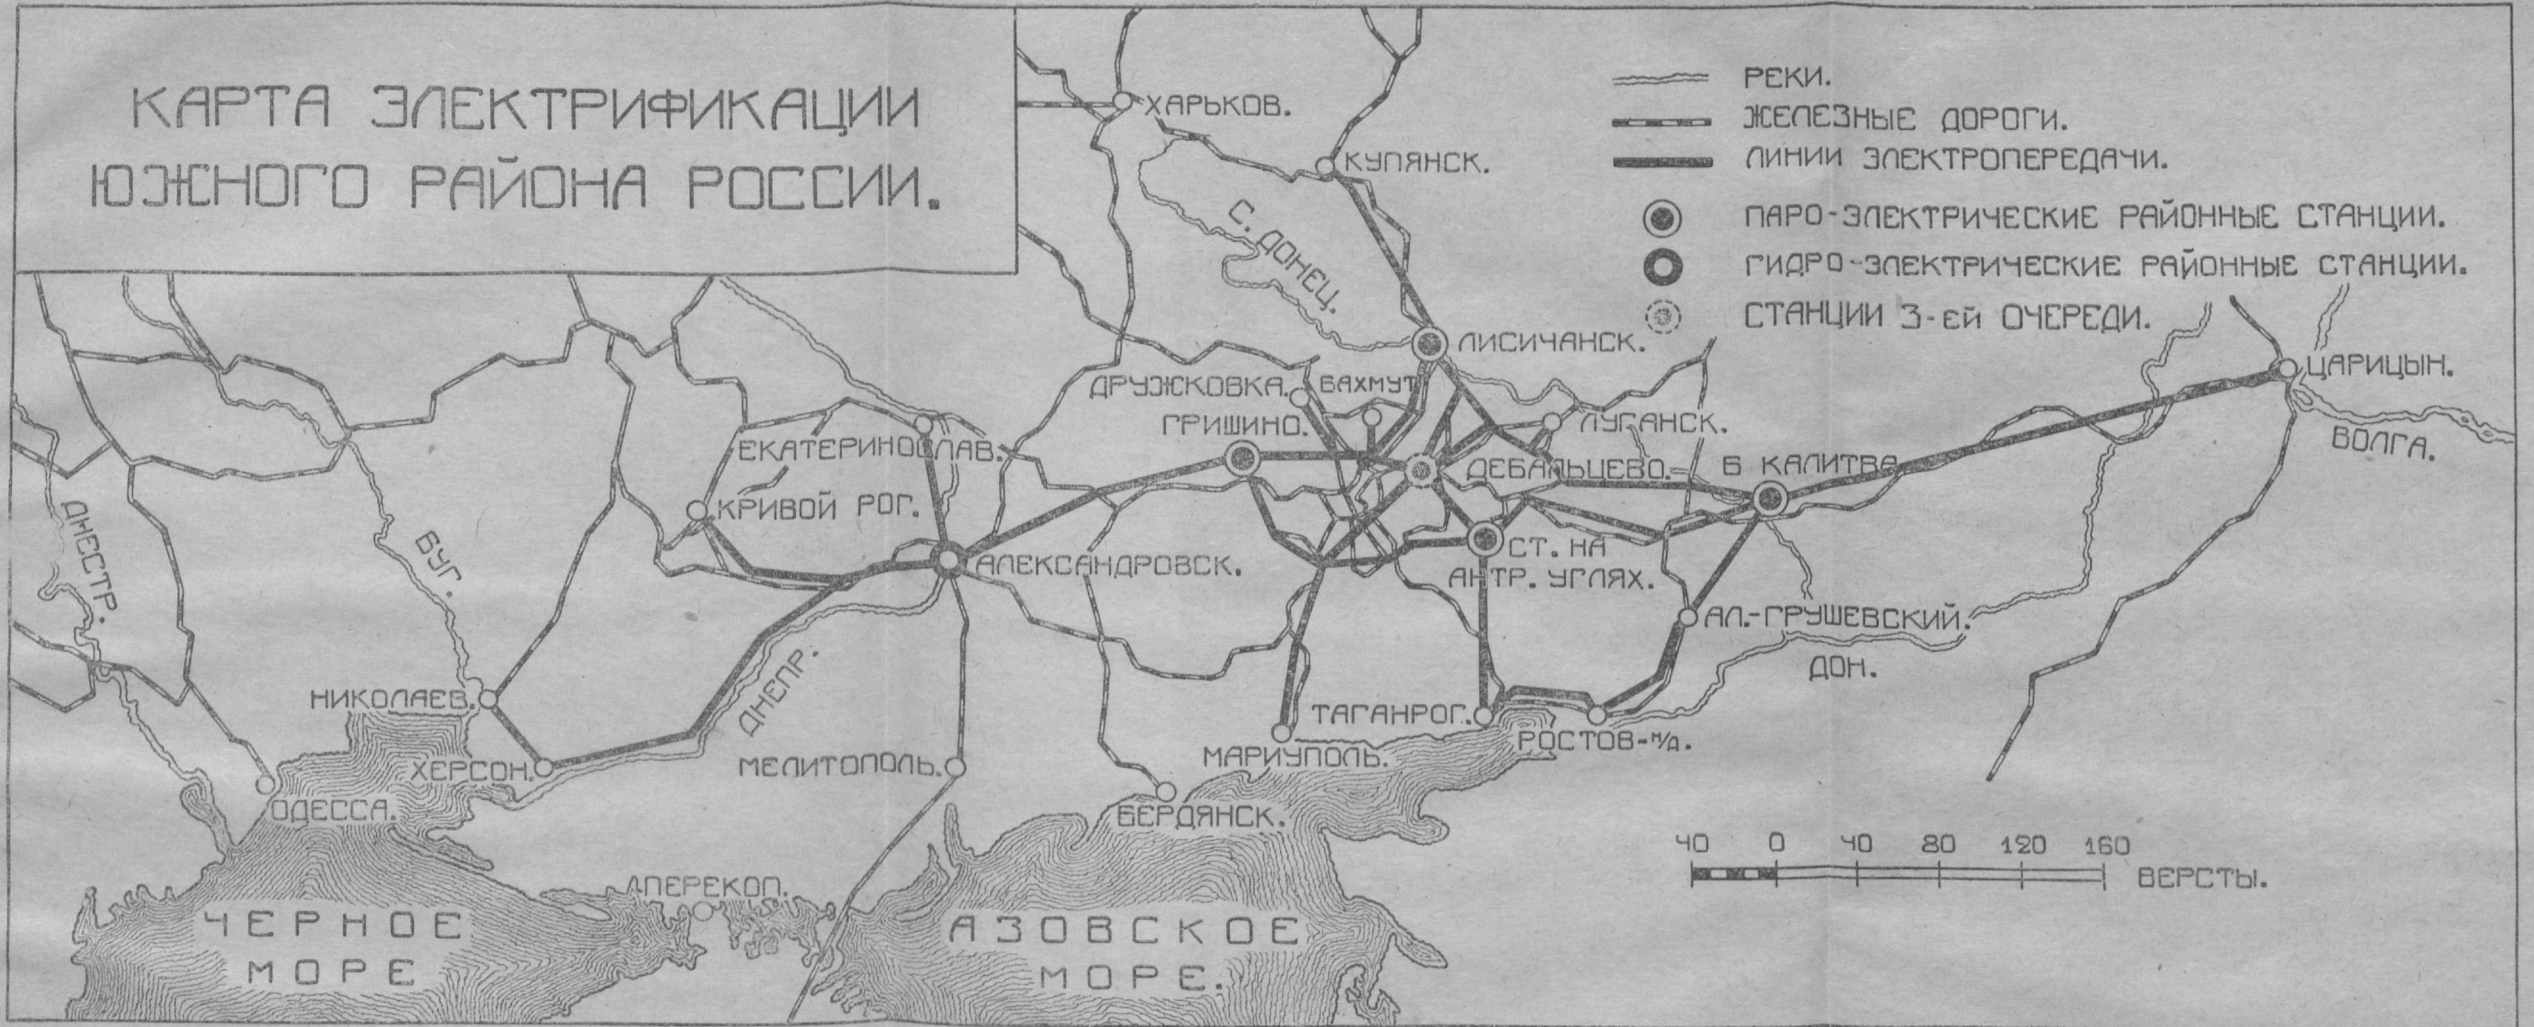 КАРТА ЭЛЕКТРИФИКАЦИИ
ЮЖНОГО РАЙОНА РОССИИ.
РЕКИ.
ЖЕЛЕЗНЫЕ ДОРОГИ.
ЛИНИИ ЭЛЕКТРОПЕРЕДАЧИ.
ПАРО-ЭЛЕКТРИЧЕСКИЕ РАЙОННЫЕ СТАНЦИИ.
ГИДРО-ЭЛЕКТРИЧЕСКИЕ РАЙОННЫЕ СТАНЦИИ.
СТАНЦИИ 3-ЕЙ ОЧЕРЕДИ.
ХАРЬКОВ.
КУПЯНСК.
С. ДОНЕЦ.
ЛИСИЧАНСК.
ЦАРИЦЫН.
ДРУЖКОВКА.
БАХМУТ
ГРИШИНО.
ЛУГАНСК.
ВОЛГА.
ЕКАТЕРИНОСЛАВ.
ДЕБАЛЬЦЕВО.
Б КАЛИТВА
КРИВОЙ РОГ.
ДНЕСТР.
БУГ.
АЛЕКСАНДРОВСК.
СТ. НА
АНТР. УГЛЯХ.
АЛ.-ГРУШЕВСКИЙ.
ДОН.
ДНЕПР.
НИКОЛАЕВ.
ТАГАНРОГ.
РОСТОВ-Н/Д.
МАРИУПОЛЬ.
ХЕРСОН.
МЕЛИТОПОЛЬ.
ОДЕССА.
БЕРДЯНСК.
ПЕРЕКОП.
ЧЕРНОЕ
МОРЕ
АЗОВСКОЕ
МОРЕ.
40 0 40 80 120 160
ВЕРСТЫ.